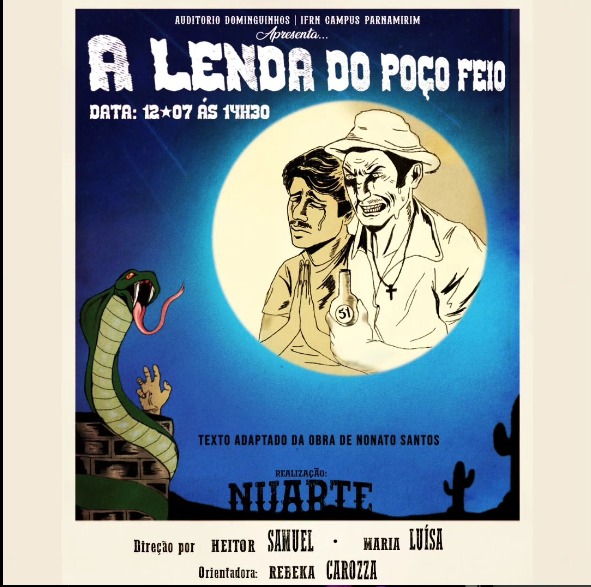 AUDITORIO DOMINGUINHOS | IFRN CAMPUS PARNAMIRIM
Apresenta...
A LENDA DO POÇO FEIO
DATA: 12★07 ÁS 14H30
51
TEXTO ADAPTADO DA OBRA DE NONATO SANTOS
REALIZAÇÃO:
NUARTE
Direção por HEITOR SAMUEL · MARIA LUÍSA
Orientadora: REBEKA CAROZZA